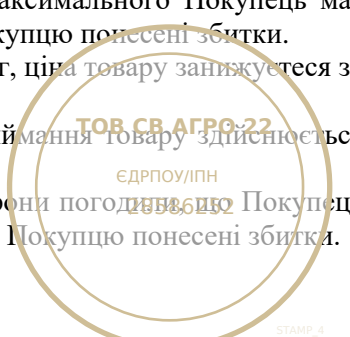 аксимального Покупець ма
купцю понесені збитки.
г, ціна товару занижуєтеся з
ТОВ СВ АГРО-22
ймання товару здійснюєтьс
ЄДРПОУ/ІПН
рони погодили, що Покупец
Покупцю понесені збитки.
STAMP_4